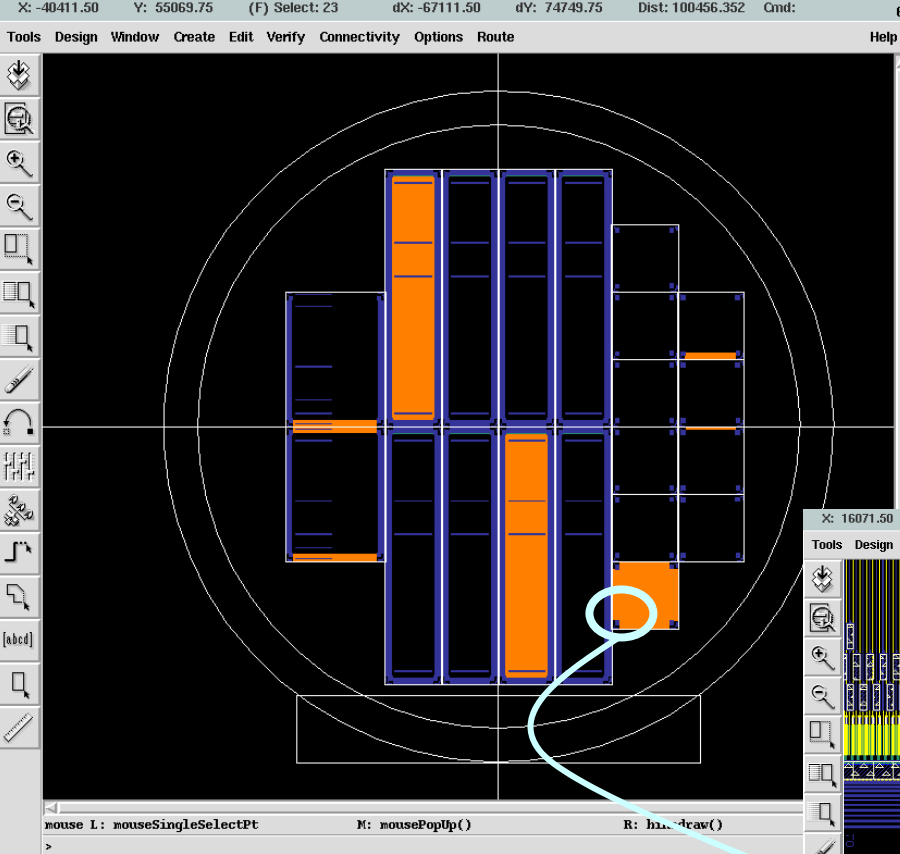 X: -40411.50 Y: 55069.75 (F) Select: 23 dX: -67111.50 dY: 74749.75 Dist: 100456.352 Cmd:
Tools Design Window Create Edit Verify Connectivity Options Route Help
[abcd]
X: 16071.50
Tools Design
mouse L: mouseSingleSelectPt M: mousePopUp() R: hiRedraw()
>